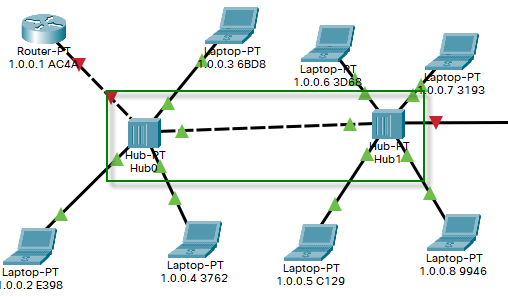 Router-PT
1.0.0.1 AC4A
Laptop-PT
1.0.0.3 6BD8
Laptop-PT
1.0.0.6 3D68
Laptop-PT
1.0.0.7 3193
Hub-PT
Hub0
Hub-PT
Hub1
Laptop-PT
1.0.0.2 E398
Laptop-PT
1.0.0.4 3762
Laptop-PT
1.0.0.5 C129
Laptop-PT
1.0.0.8 9946